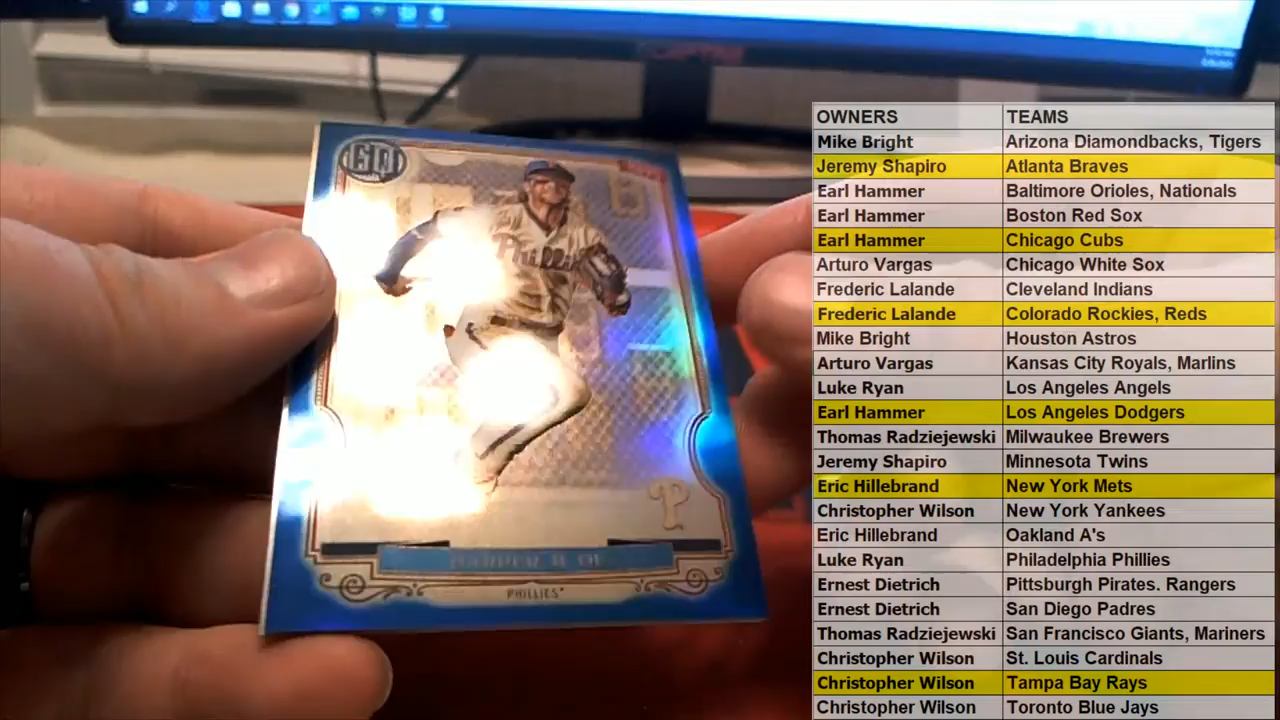 GQ
Phillies
P
PHILLIES
OWNERS TEAMS
Mike Bright Arizona Diamondbacks, Tigers
Jeremy Shapiro Atlanta Braves
Earl Hammer Baltimore Orioles, Nationals
Earl Hammer Boston Red Sox
Earl Hammer Chicago Cubs
Arturo Vargas Chicago White Sox
Frederic Lalande Cleveland Indians
Frederic Lalande Colorado Rockies, Reds
Mike Bright Houston Astros
Arturo Vargas Kansas City Royals, Marlins
Luke Ryan Los Angeles Angels
Earl Hammer Los Angeles Dodgers
Thomas Radziejewski Milwaukee Brewers
Jeremy Shapiro Minnesota Twins
Eric Hillebrand New York Mets
Christopher Wilson New York Yankees
Eric Hillebrand Oakland A's
Luke Ryan Philadelphia Phillies
Ernest Dietrich Pittsburgh Pirates. Rangers
Ernest Dietrich San Diego Padres
Thomas Radziejewski San Francisco Giants, Mariners
Christopher Wilson St. Louis Cardinals
Christopher Wilson Tampa Bay Rays
Christopher Wilson Toronto Blue Jays